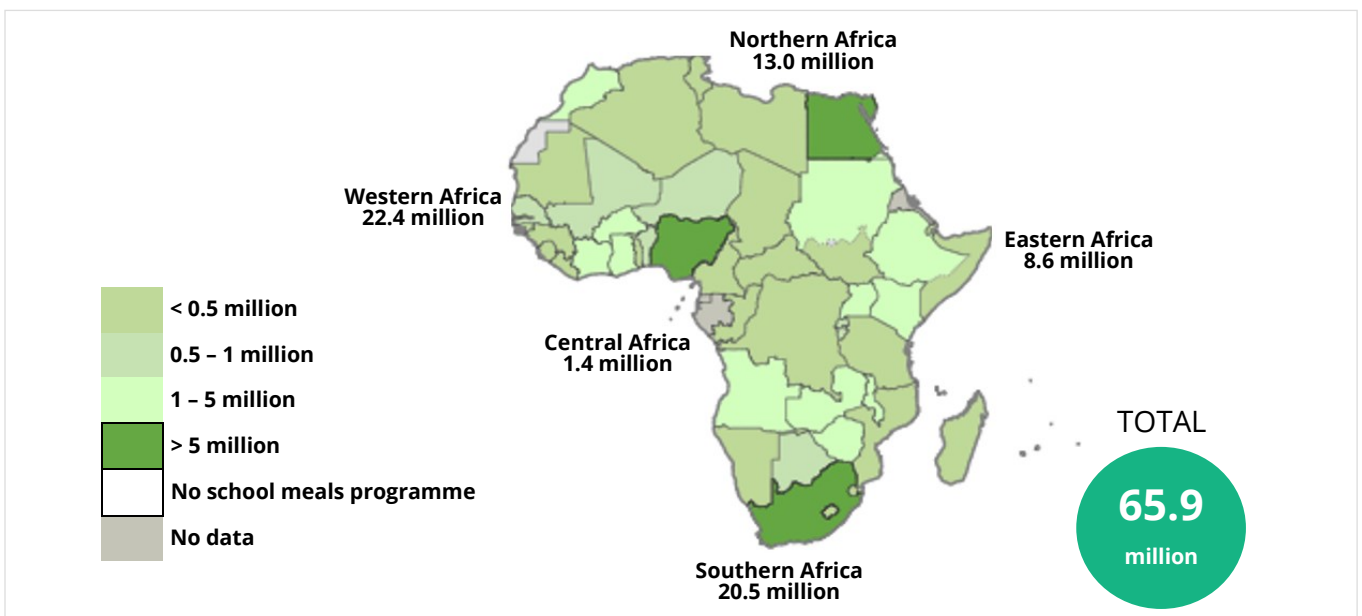 Northern Africa
13.0 million
Western Africa
22.4 million
Eastern Africa
8.6 million
< 0.5 million
0.5 – 1 million
Central Africa
1.4 million
1 – 5 million
> 5 million
No school meals programme
No data
TOTAL
65.9
million
Southern Africa
20.5 million